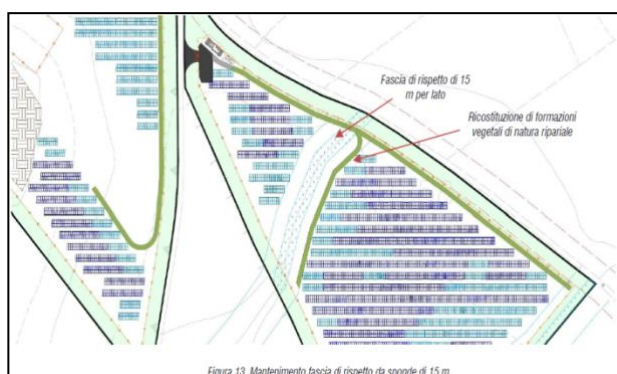 Fascia di rispetto di 15
m per lato
Ricostituzione di formazioni
vegetali di natura ripariale
Figura 13. Mantenimento fascia di rispetto da sponde di 15 m